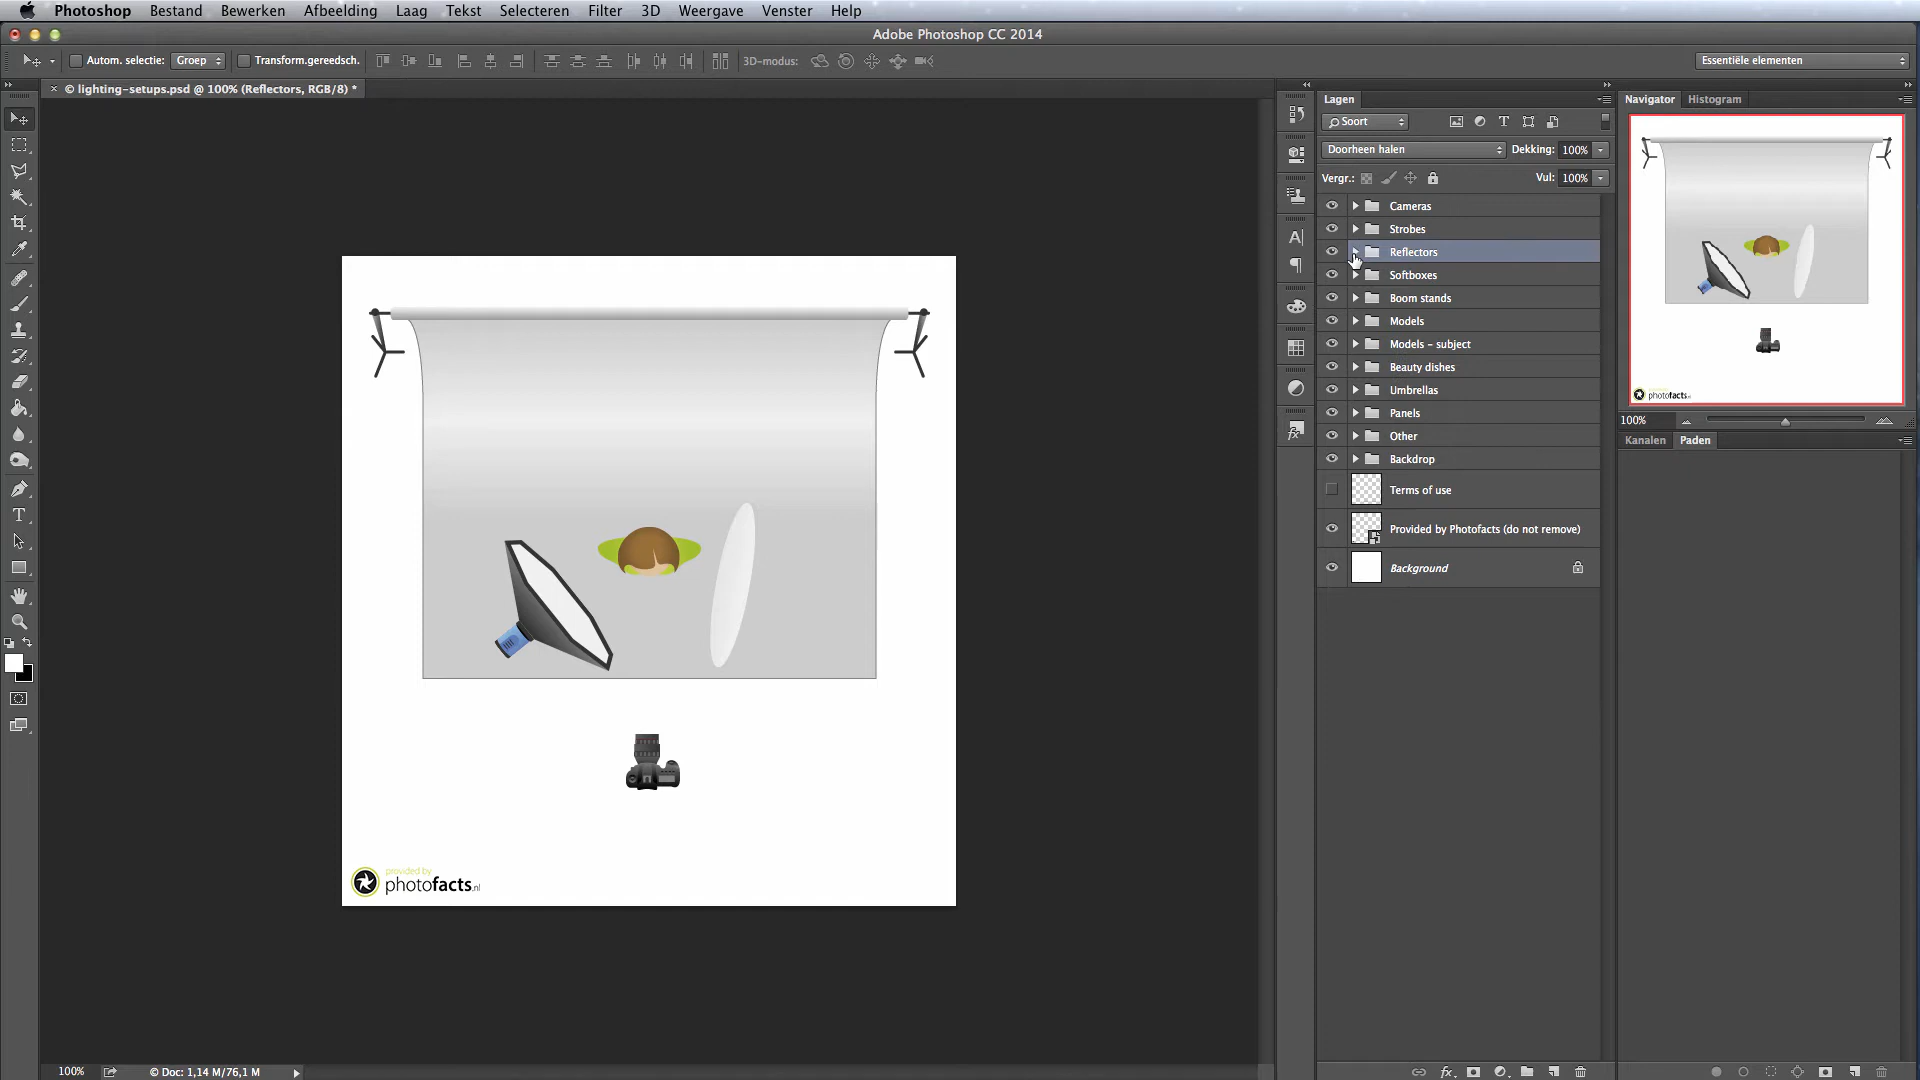 Photoshop Bestand Bewerken Afbeelding Laag Tekst Selecteren Filter 3D Weergave Venster Help
Adobe Photoshop CC 2014
Autom. selectie: Groep Transform.gereedsch. 3D-modus: Essentiële elementen
× © lighting-setups.psd @ 100% (Reflectors, RGB/8) *
Lagen
Soort
Doorheen halen Dekking: 100%
Vergr.: Vul: 100%
Cameras
Strobes
Reflectors
Softboxes
Boom stands
Models
Models - subject
Beauty dishes
Umbrellas
Panels
Other
Backdrop
Terms of use
Provided by Photofacts (do not remove)
Background
Navigator Histogram
photofacts
100%
Kanalen Paden
provided by
photofacts.nl
100% © Doc: 1,14 M/76,1 M